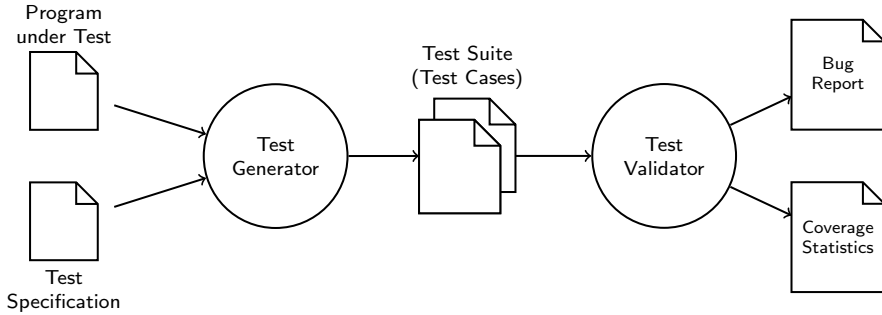 Program
under Test
Test
Specification
Test
Generator
Test Suite
(Test Cases)
Test
Validator
Bug
Report
Coverage
Statistics